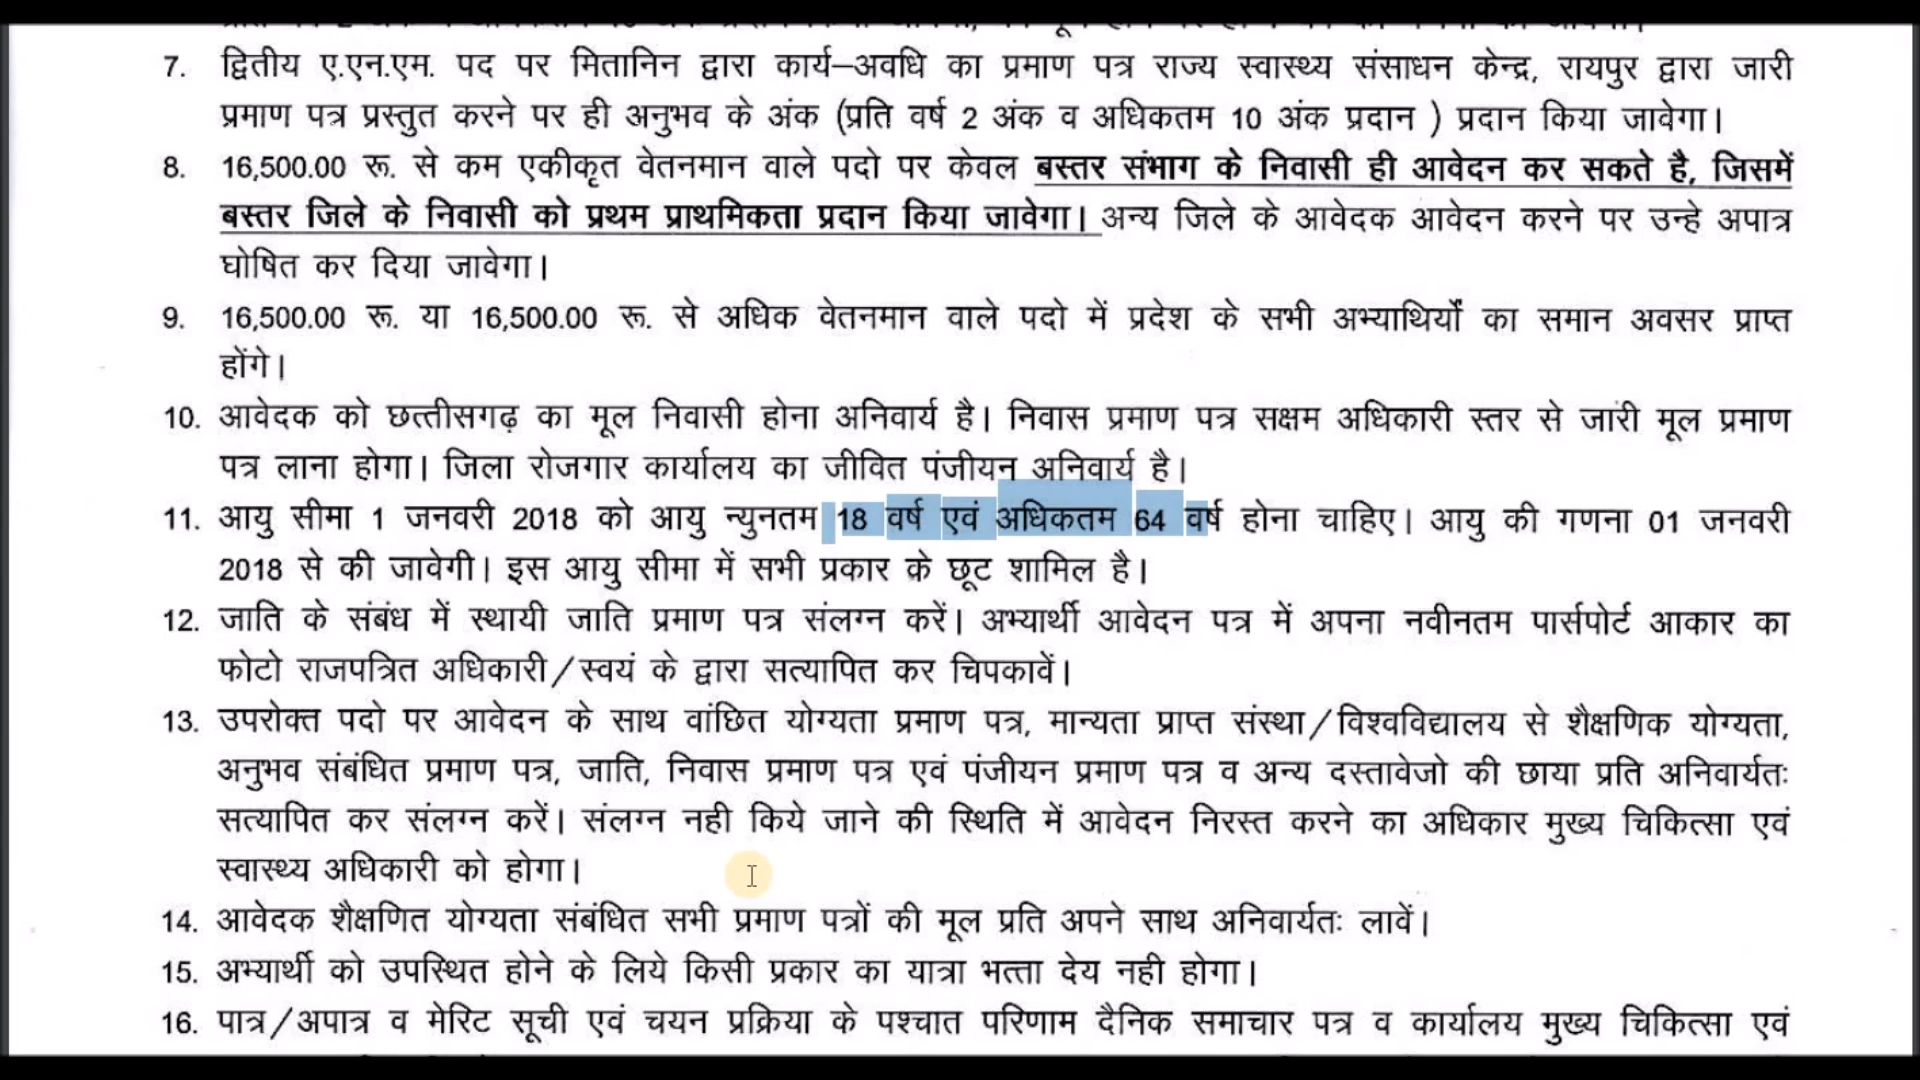 7. द्वितीय ए.एन.एम. पद पर मितानिन द्वारा कार्य–अवधि का प्रमाण पत्र राज्य स्वास्थ्य संसाधन केन्द्र, रायपुर द्वारा जारी
प्रमाण पत्र प्रस्तुत करने पर ही अनुभव के अंक (प्रति वर्ष 2 अंक व अधिकतम 10 अंक प्रदान ) प्रदान किया जावेगा।
8. 16,500.00 रू. से कम एकीकृत वेतनमान वाले पदो पर केवल बस्तर संभाग के निवासी ही आवेदन कर सकते है, जिसमें
बस्तर जिले के निवासी को प्रथम प्राथमिकता प्रदान किया जावेगा। अन्य जिले के आवेदक आवेदन करने पर उन्हे अपात्र
घोषित कर दिया जावेगा।
9. 16,500.00 रू. या 16,500.00 रू. से अधिक वेतनमान वाले पदो में प्रदेश के सभी अभ्याथियों का समान अवसर प्राप्त
होंगे।
10. आवेदक को छत्तीसगढ़ का मूल निवासी होना अनिवार्य है। निवास प्रमाण पत्र सक्षम अधिकारी स्तर से जारी मूल प्रमाण
पत्र लाना होगा। जिला रोजगार कार्यालय का जीवित पंजीयन अनिवार्य है।
11. आयु सीमा 1 जनवरी 2018 को आयु न्युनतम 18 वर्ष एवं अधिकतम 64 वर्ष होना चाहिए। आयु की गणना 01 जनवरी
2018 से की जावेगी। इस आयु सीमा में सभी प्रकार के छूट शामिल है।
12. जाति के संबंध में स्थायी जाति प्रमाण पत्र संलग्न करें। अभ्यार्थी आवेदन पत्र में अपना नवीनतम पार्सपोर्ट आकार का
फोटो राजपत्रित अधिकारी/स्वयं के द्वारा सत्यापित कर चिपकावें।
13. उपरोक्त पदो पर आवेदन के साथ वांछित योग्यता प्रमाण पत्र, मान्यता प्राप्त संस्था/विश्वविद्यालय से शैक्षणिक योग्यता,
अनुभव संबंधित प्रमाण पत्र, जाति, निवास प्रमाण पत्र एवं पंजीयन प्रमाण पत्र व अन्य दस्तावेजो की छाया प्रति अनिवार्यतः
सत्यापित कर संलग्न करें। संलग्न नही किये जाने की स्थिति में आवेदन निरस्त करने का अधिकार मुख्य चिकित्सा एवं
स्वास्थ्य अधिकारी को होगा।
14. आवेदक शैक्षणित योग्यता संबंधित सभी प्रमाण पत्रों की मूल प्रति अपने साथ अनिवार्यतः लावें।
15. अभ्यार्थी को उपस्थित होने के लिये किसी प्रकार का यात्रा भत्ता देय नही होगा।
16. पात्र/अपात्र व मेरिट सूची एवं चयन प्रक्रिया के पश्चात परिणाम दैनिक समाचार पत्र व कार्यालय मुख्य चिकित्सा एवं